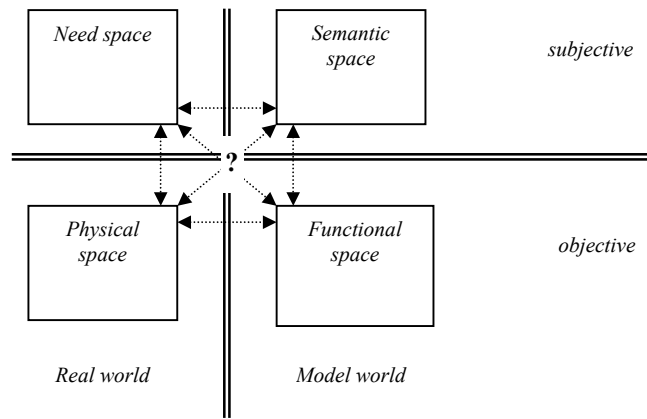 Need space
Semantic
space
subjective
?
Physical
space
Functional
space
objective
Real world
Model world